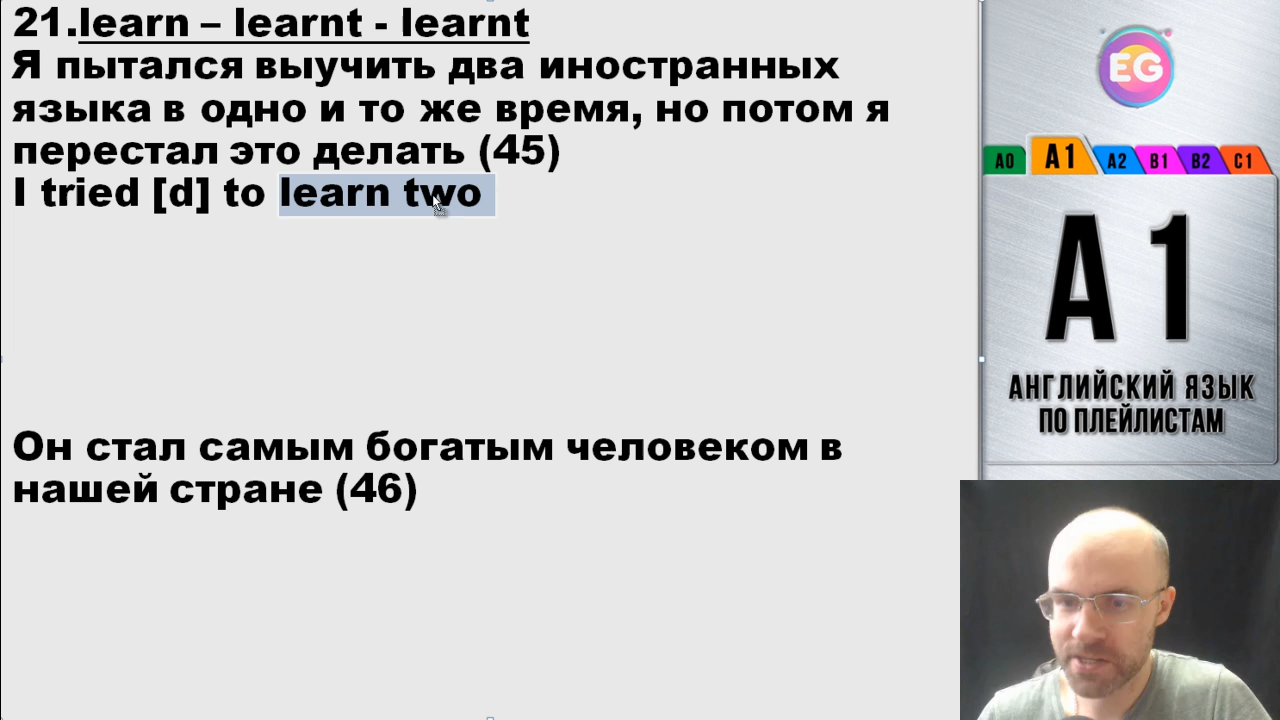 21.learn – learnt - learnt
Я пытался выучить два иностранных
языка в одно и то же время, но потом я
перестал это делать (45)
I tried [d] to learn two
Он стал самым богатым человеком в
нашей стране (46)
EG
A0 A1 A2 B1 B2 C1
A1
АНГЛИЙСКИЙ ЯЗЫК
ПО ПЛЕЙЛИСТАМ